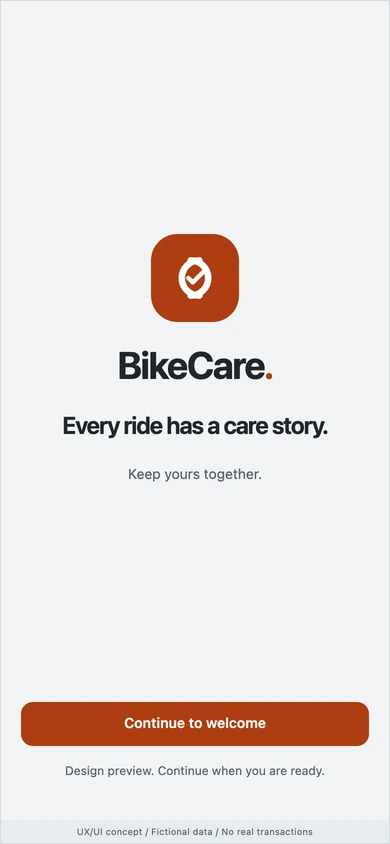 BikeCare.
Every ride has a care story.
Keep yours together.
Continue to welcome
Design preview. Continue when you are ready.
UX/UI concept / Fictional data / No real transactions